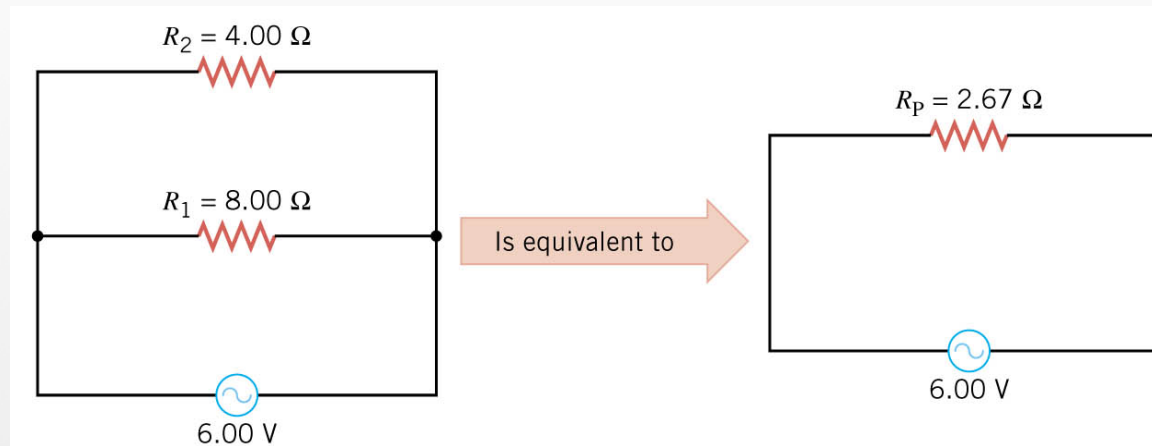 R₂ = 4.00 Ω
R₁ = 8.00 Ω
6.00 V
Is equivalent to
Rₚ = 2.67 Ω
6.00 V